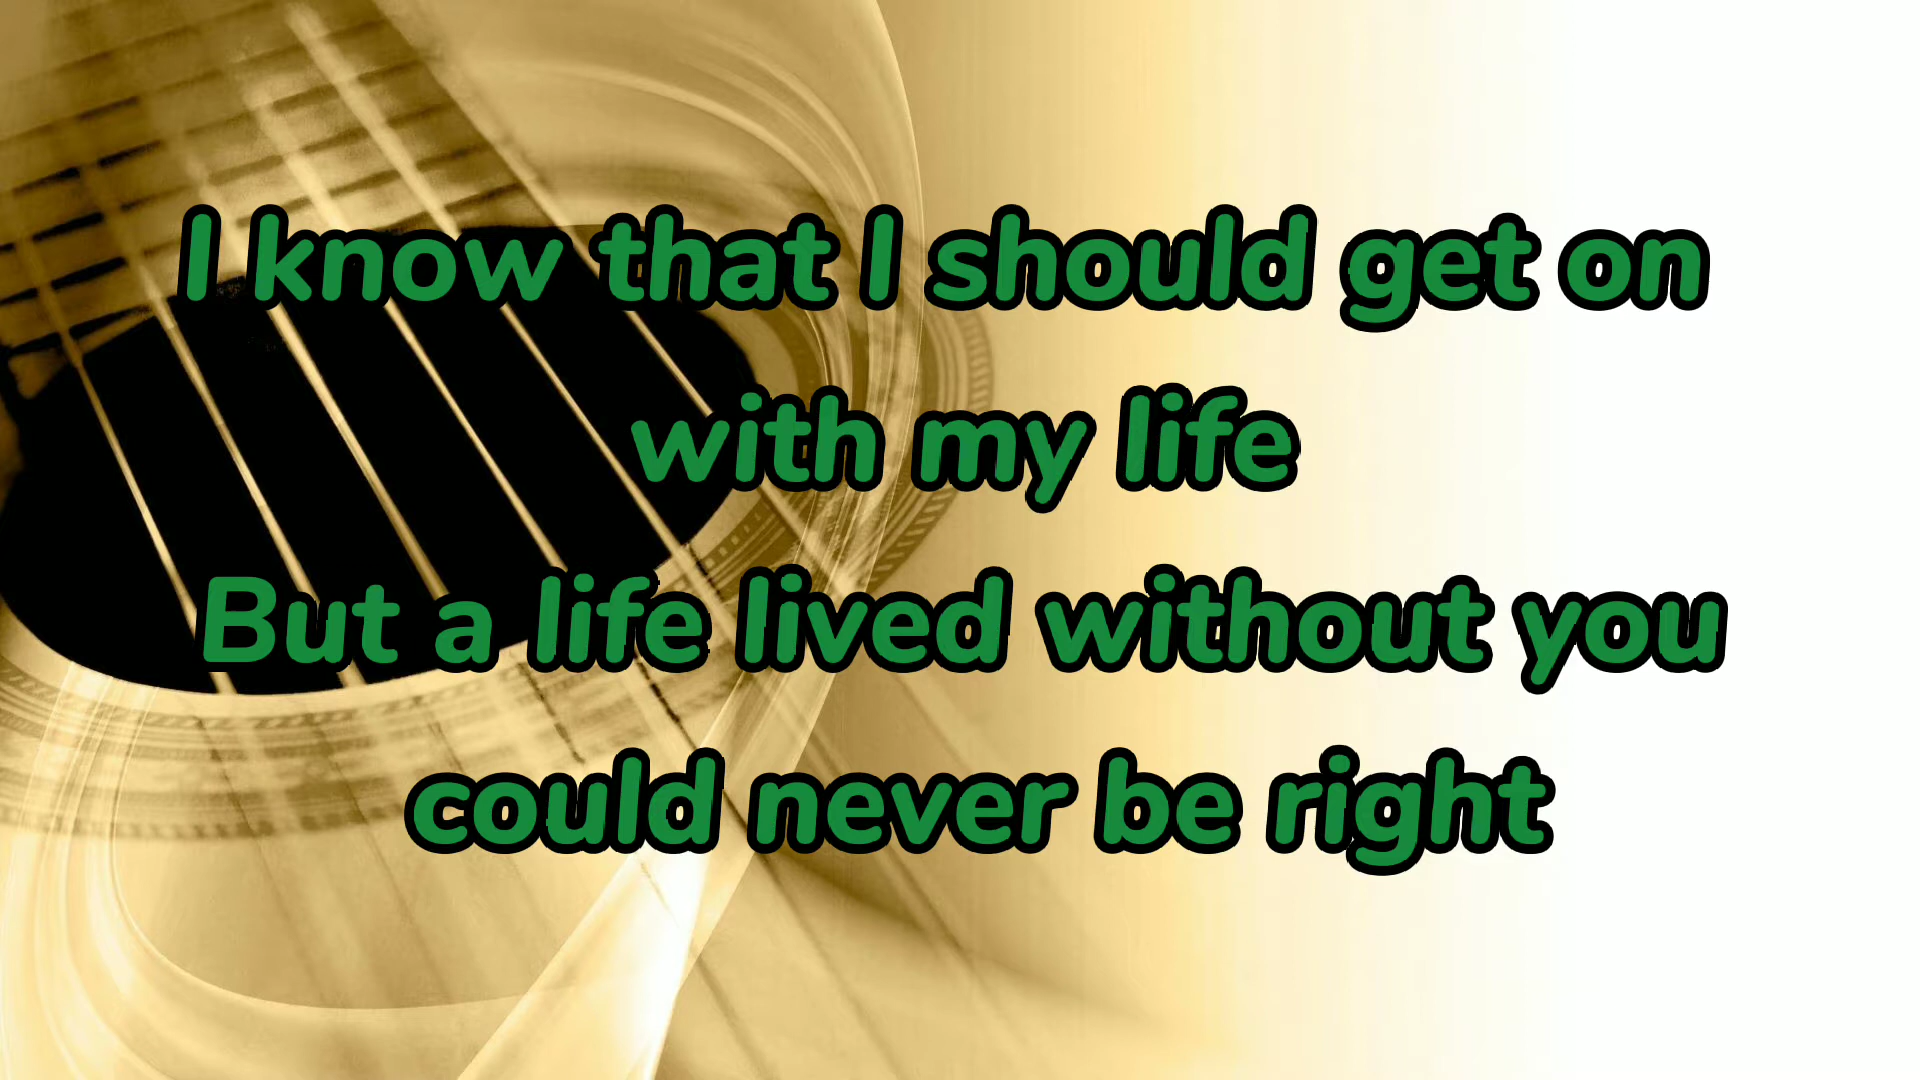 I know that I should get on
with my life
But a life lived without you
could never be right